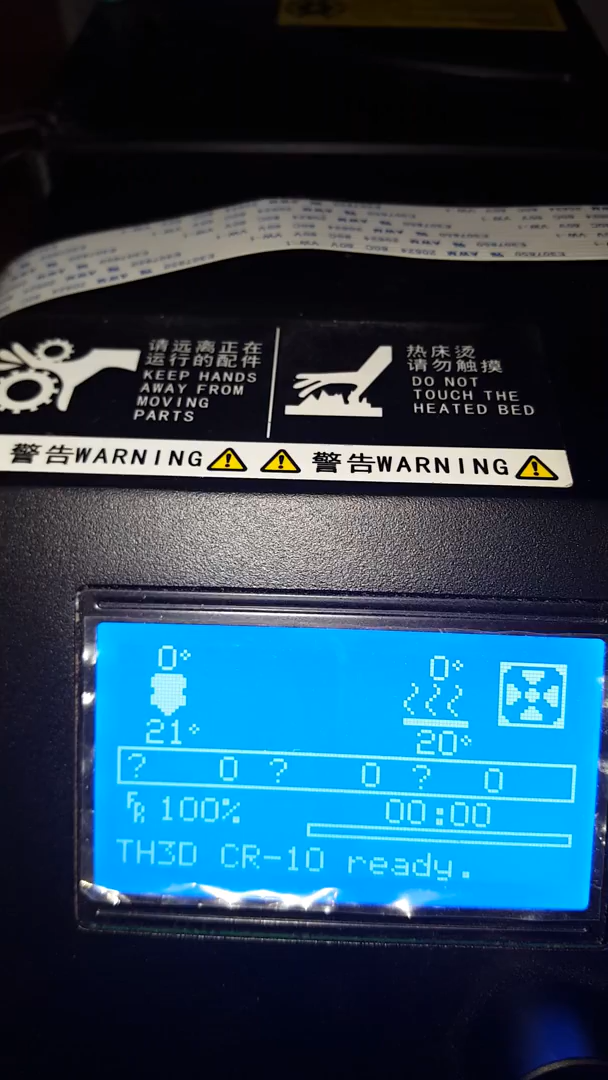 请远离正在
运行的配件
KEEP HANDS
AWAY FROM
MOVING
PARTS
热床烫
请勿触摸
DO NOT
TOUCH THE
HEATED BED
警告WARNING
警告WARNING
0°
0°
21°
20°
? 0 ? 0 ? 0
FR 100% 00:00
TH3D CR-10 ready.